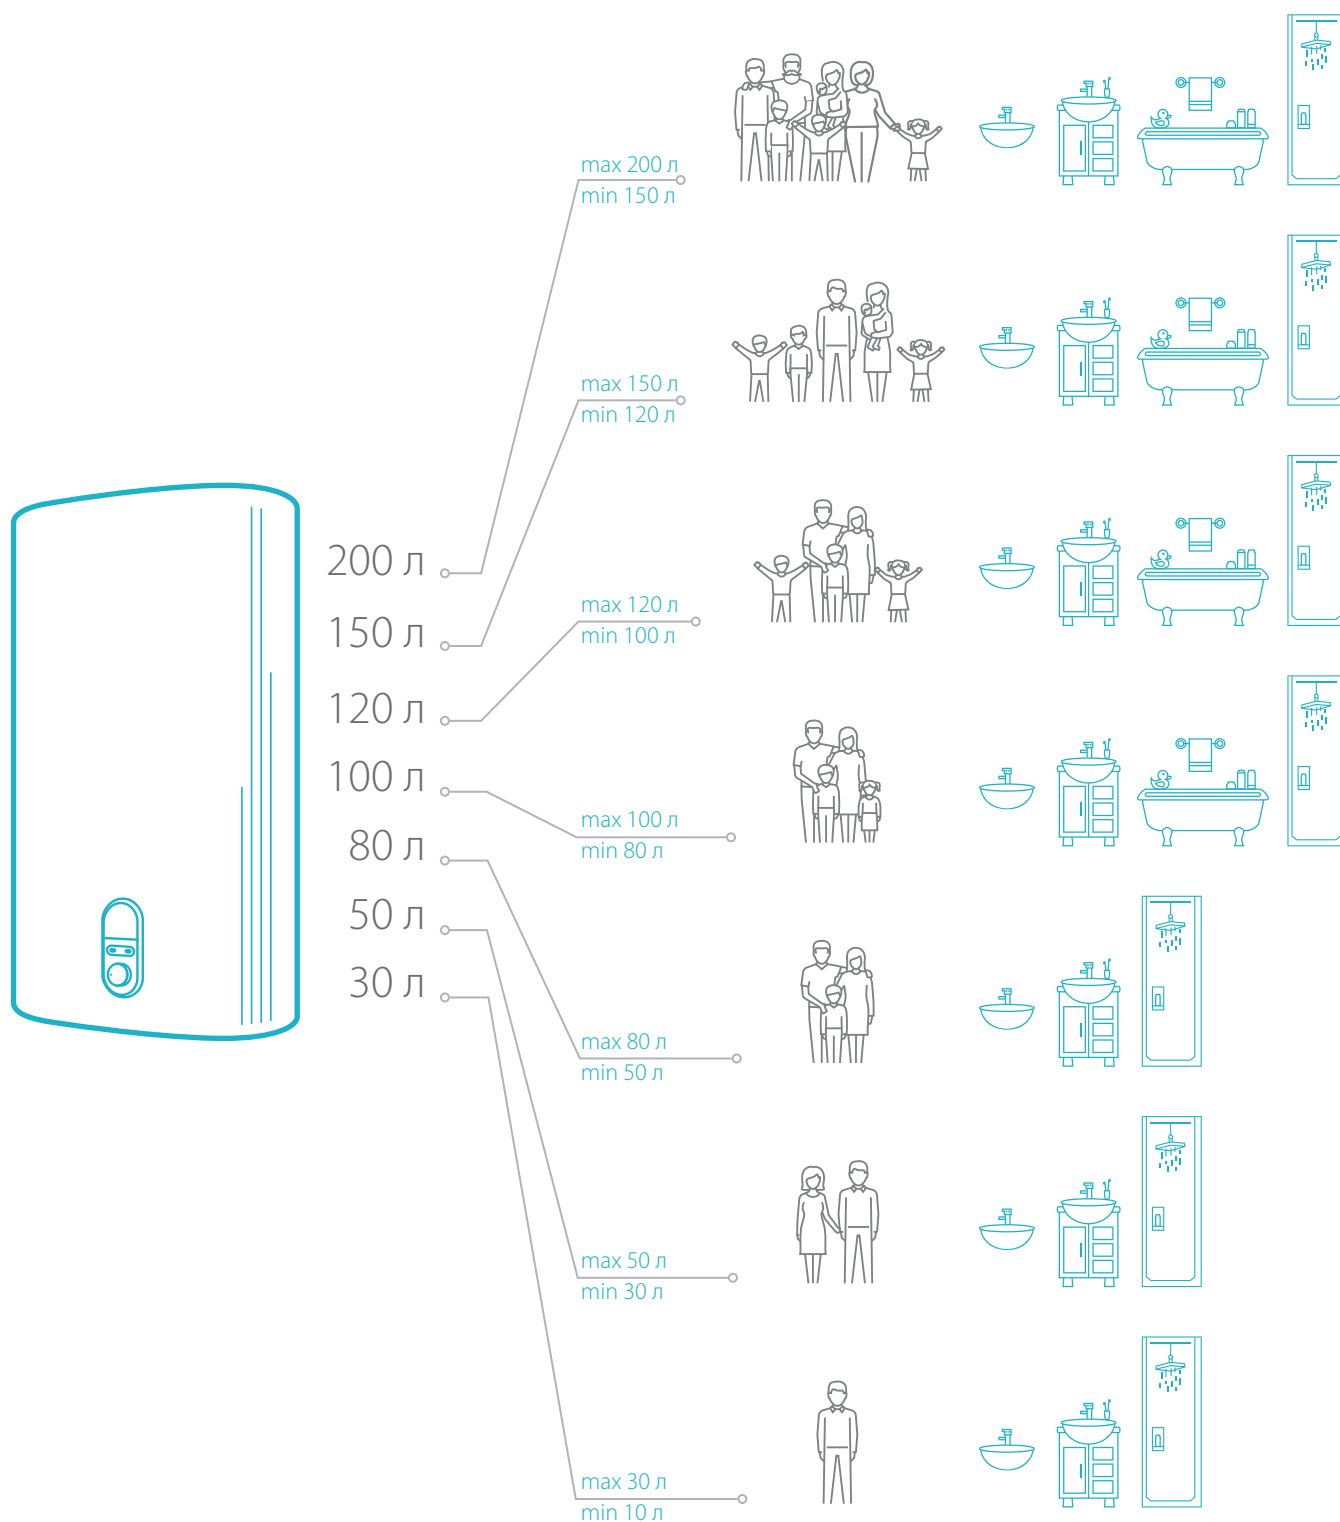 200 л
150 л
120 л
100 л
80 л
50 л
30 л
max 200 л
min 150 л
max 150 л
min 120 л
max 120 л
min 100 л
max 100 л
min 80 л
max 80 л
min 50 л
max 50 л
min 30 л
max 30 л
min 10 л